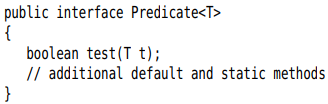 public interface Predicate<T>
{
    boolean test(T t);
    // additional default and static methods
}